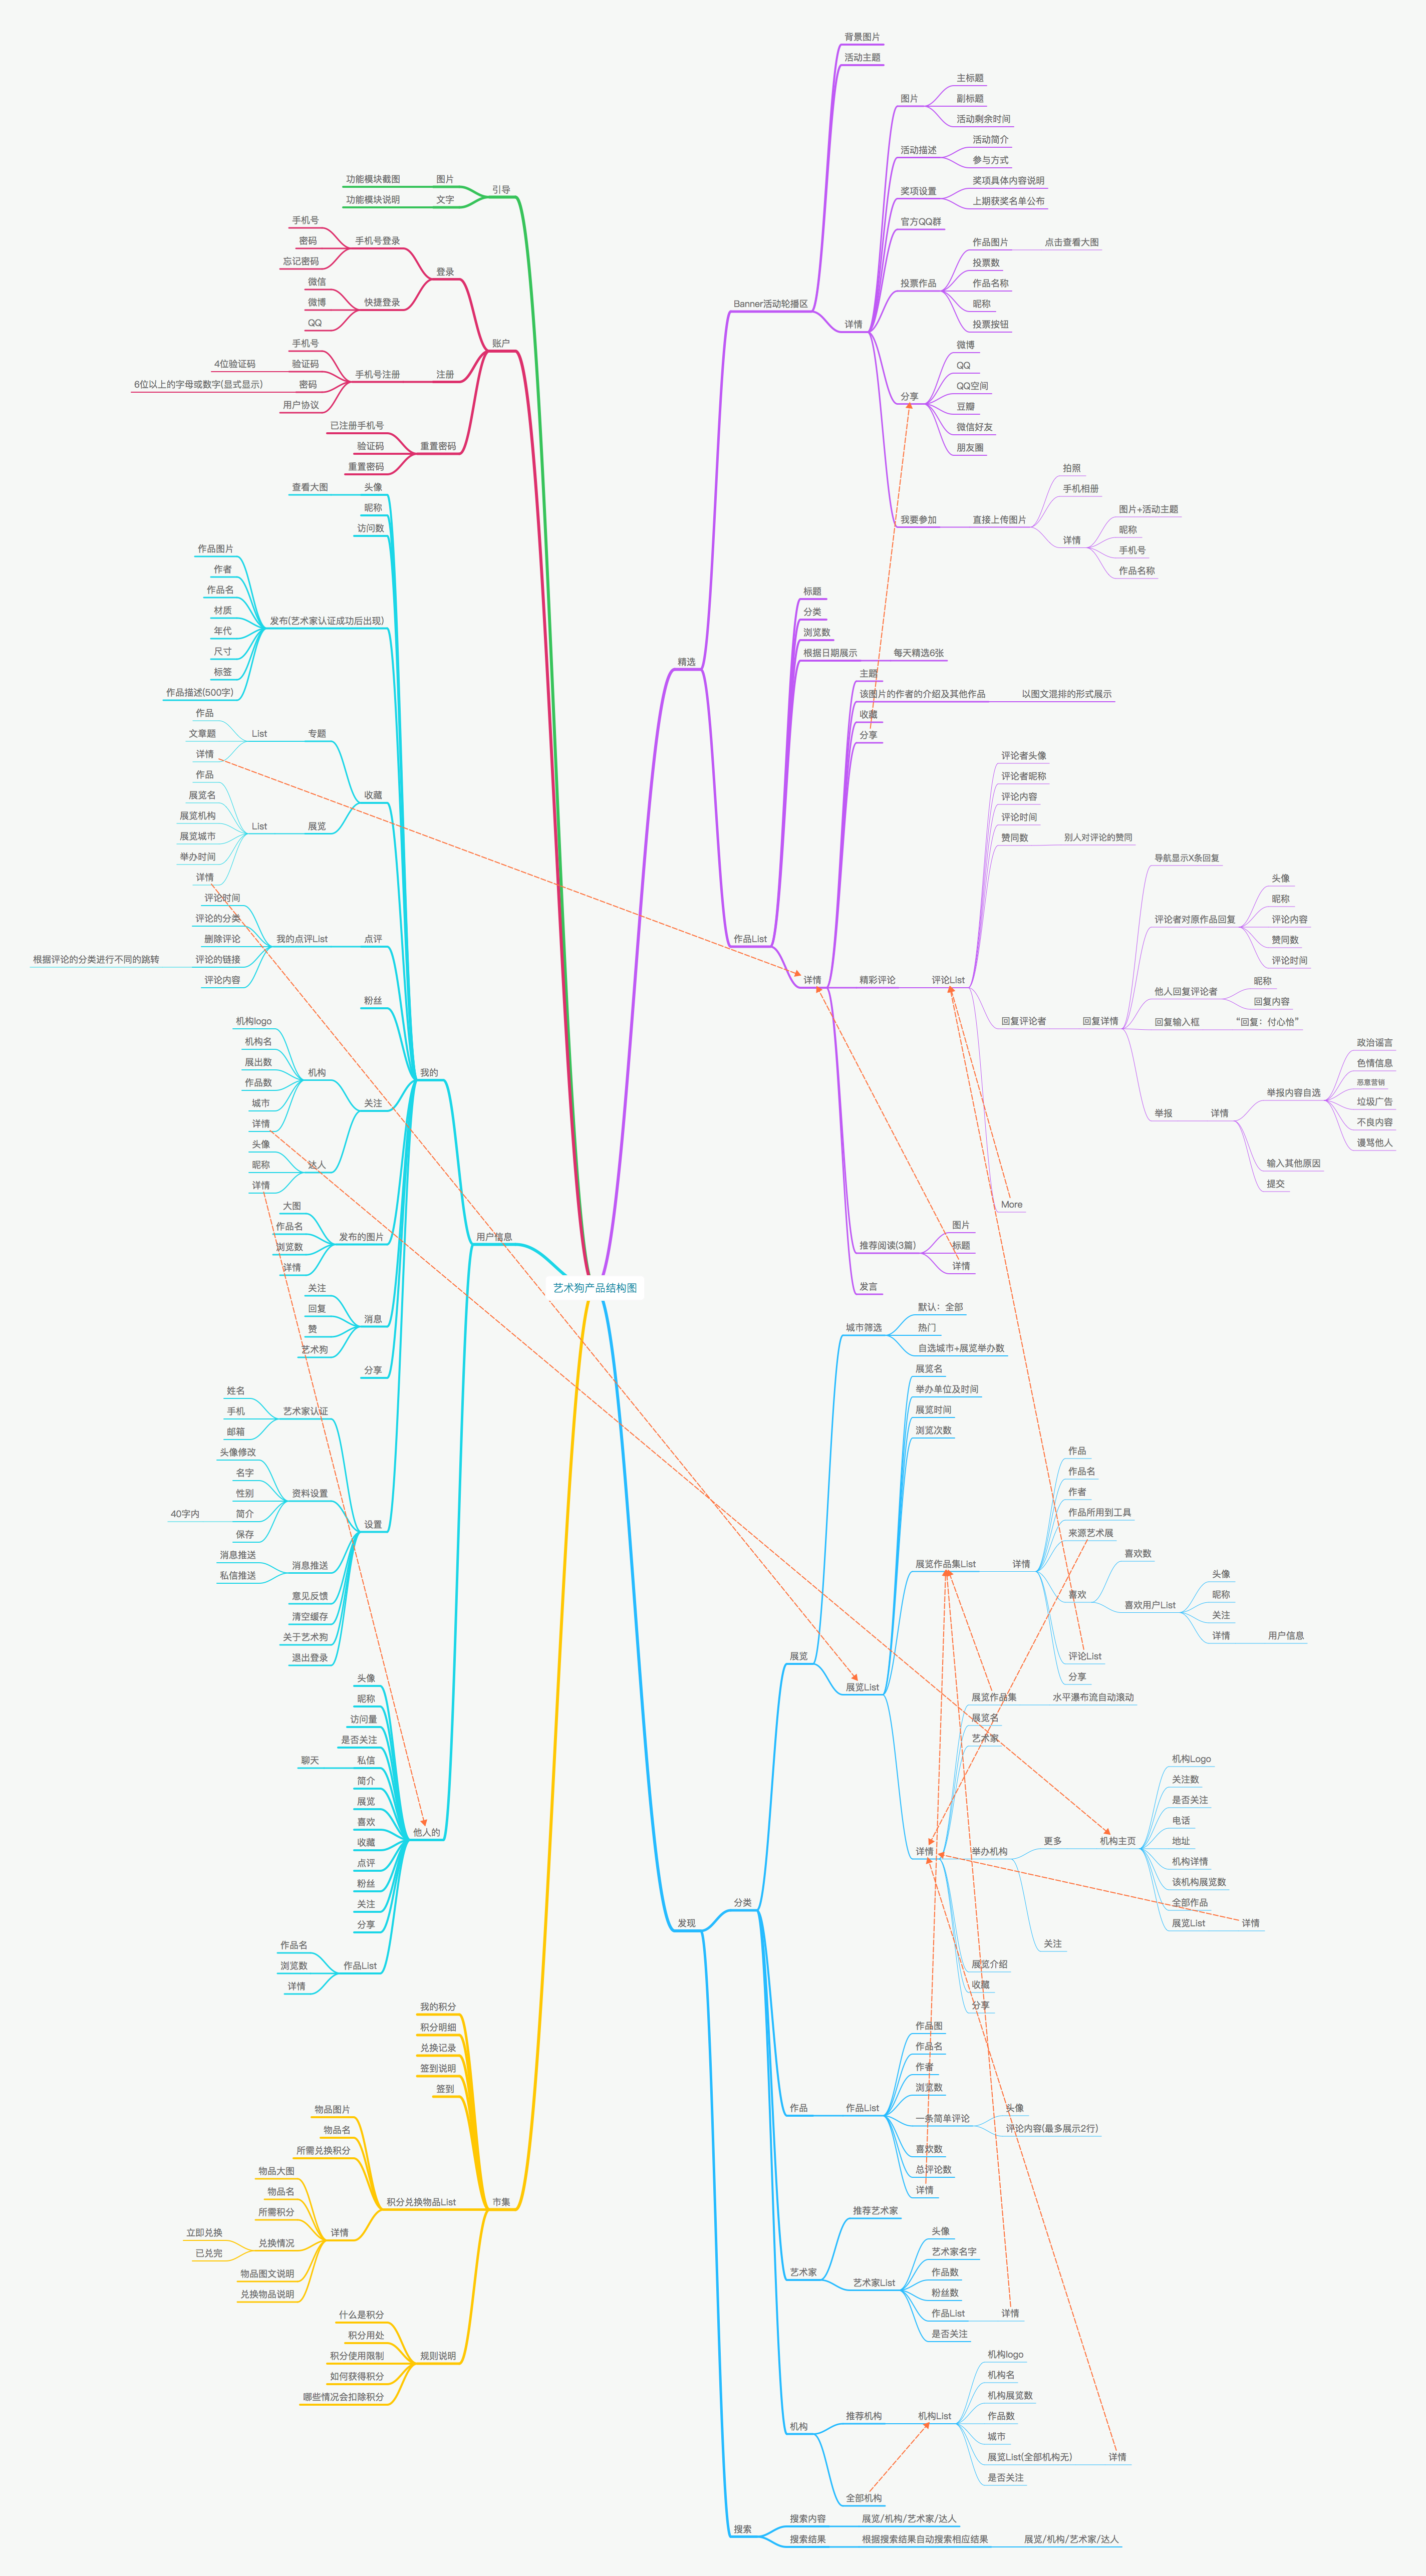 艺术狗产品结构图
引导
图片
功能模块截图
文字
功能模块说明
账户
登录
手机号登录
手机号
密码
忘记密码
快捷登录
微信
微博
QQ
注册
手机号注册
手机号
验证码
4位验证码
密码
6位以上的字母或数字(显式显示)
用户协议
重置密码
已注册手机号
验证码
重置密码
用户信息
我的
头像
查看大图
昵称
访问数
发布(艺术家认证成功后出现)
作品图片
作者
作品名
材质
年代
尺寸
标签
作品描述(500字)
收藏
专题
List
作品
文章题
详情
展览
List
作品
展览名
展览机构
展览城市
举办时间
详情
点评
我的点评List
评论时间
评论的分类
删除评论
评论的链接
根据评论的分类进行不同的跳转
评论内容
粉丝
关注
机构
机构logo
机构名
展出数
作品数
城市
详情
达人
头像
昵称
详情
发布的图片
大图
作品名
浏览数
详情
消息
关注
回复
赞
艺术狗
分享
设置
艺术家认证
姓名
手机
邮箱
资料设置
头像修改
名字
性别
简介
40字内
保存
消息推送
消息推送
私信推送
意见反馈
清空缓存
关于艺术狗
退出登录
他人的
头像
昵称
访问量
是否关注
私信
聊天
简介
展览
喜欢
收藏
点评
粉丝
关注
分享
作品List
作品名
浏览数
详情
市集
我的积分
积分明细
兑换记录
签到说明
签到
积分兑换物品List
物品图片
物品名
所需兑换积分
详情
物品大图
物品名
所需积分
兑换情况
立即兑换
已兑完
物品图文说明
兑换物品说明
规则说明
什么是积分
积分用处
积分使用限制
如何获得积分
哪些情况会扣除积分
精选
Banner活动轮播区
背景图片
活动主题
详情
图片
主标题
副标题
活动剩余时间
活动描述
活动简介
参与方式
奖项设置
奖项具体内容说明
上期获奖名单公布
官方QQ群
投票作品
作品图片
点击查看大图
投票数
作品名称
昵称
投票按钮
分享
微博
QQ
QQ空间
豆瓣
微信好友
朋友圈
我要参加
直接上传图片
拍照
手机相册
详情
图片+活动主题
昵称
手机号
作品名称
作品List
标题
分类
浏览数
根据日期展示
每天精选6张
详情
主题
该图片的作者的介绍及其他作品
以图文混排的形式展示
收藏
分享
精彩评论
评论List
评论者头像
评论者昵称
评论内容
评论时间
赞同数
别人对评论的赞同
回复评论者
回复详情
导航显示X条回复
评论者对原作品回复
头像
昵称
评论内容
赞同数
评论时间
他人回复评论者
昵称
回复内容
回复输入框
“回复：付心怡”
举报
详情
举报内容自选
政治谣言
色情信息
恶意营销
垃圾广告
不良内容
谩骂他人
输入其他原因
提交
More
推荐阅读(3篇)
图片
标题
详情
发言
发现
分类
展览
城市筛选
默认：全部
热门
自选城市+展览举办数
展览List
展览名
举办单位及时间
展览时间
浏览次数
展览作品集List
详情
作品
作品名
作者
作品所用到工具
来源艺术展
喜欢
喜欢数
喜欢用户List
头像
昵称
关注
详情
用户信息
评论List
分享
详情
展览作品集
水平瀑布流自动滚动
展览名
艺术家
举办机构
更多
机构主页
机构Logo
关注数
是否关注
电话
地址
机构详情
该机构展览数
全部作品
展览List
详情
关注
展览介绍
收藏
分享
作品
作品List
作品图
作品名
作者
浏览数
一条简单评论
头像
评论内容(最多展示2行)
喜欢数
总评论数
详情
艺术家
推荐艺术家
艺术家List
头像
艺术家名字
作品数
粉丝数
作品List
详情
是否关注
机构
推荐机构
机构List
机构logo
机构名
机构展览数
作品数
城市
展览List(全部机构无)
详情
是否关注
全部机构
搜索
搜索内容
展览/机构/艺术家/达人
搜索结果
根据搜索结果自动搜索相应结果
展览/机构/艺术家/达人